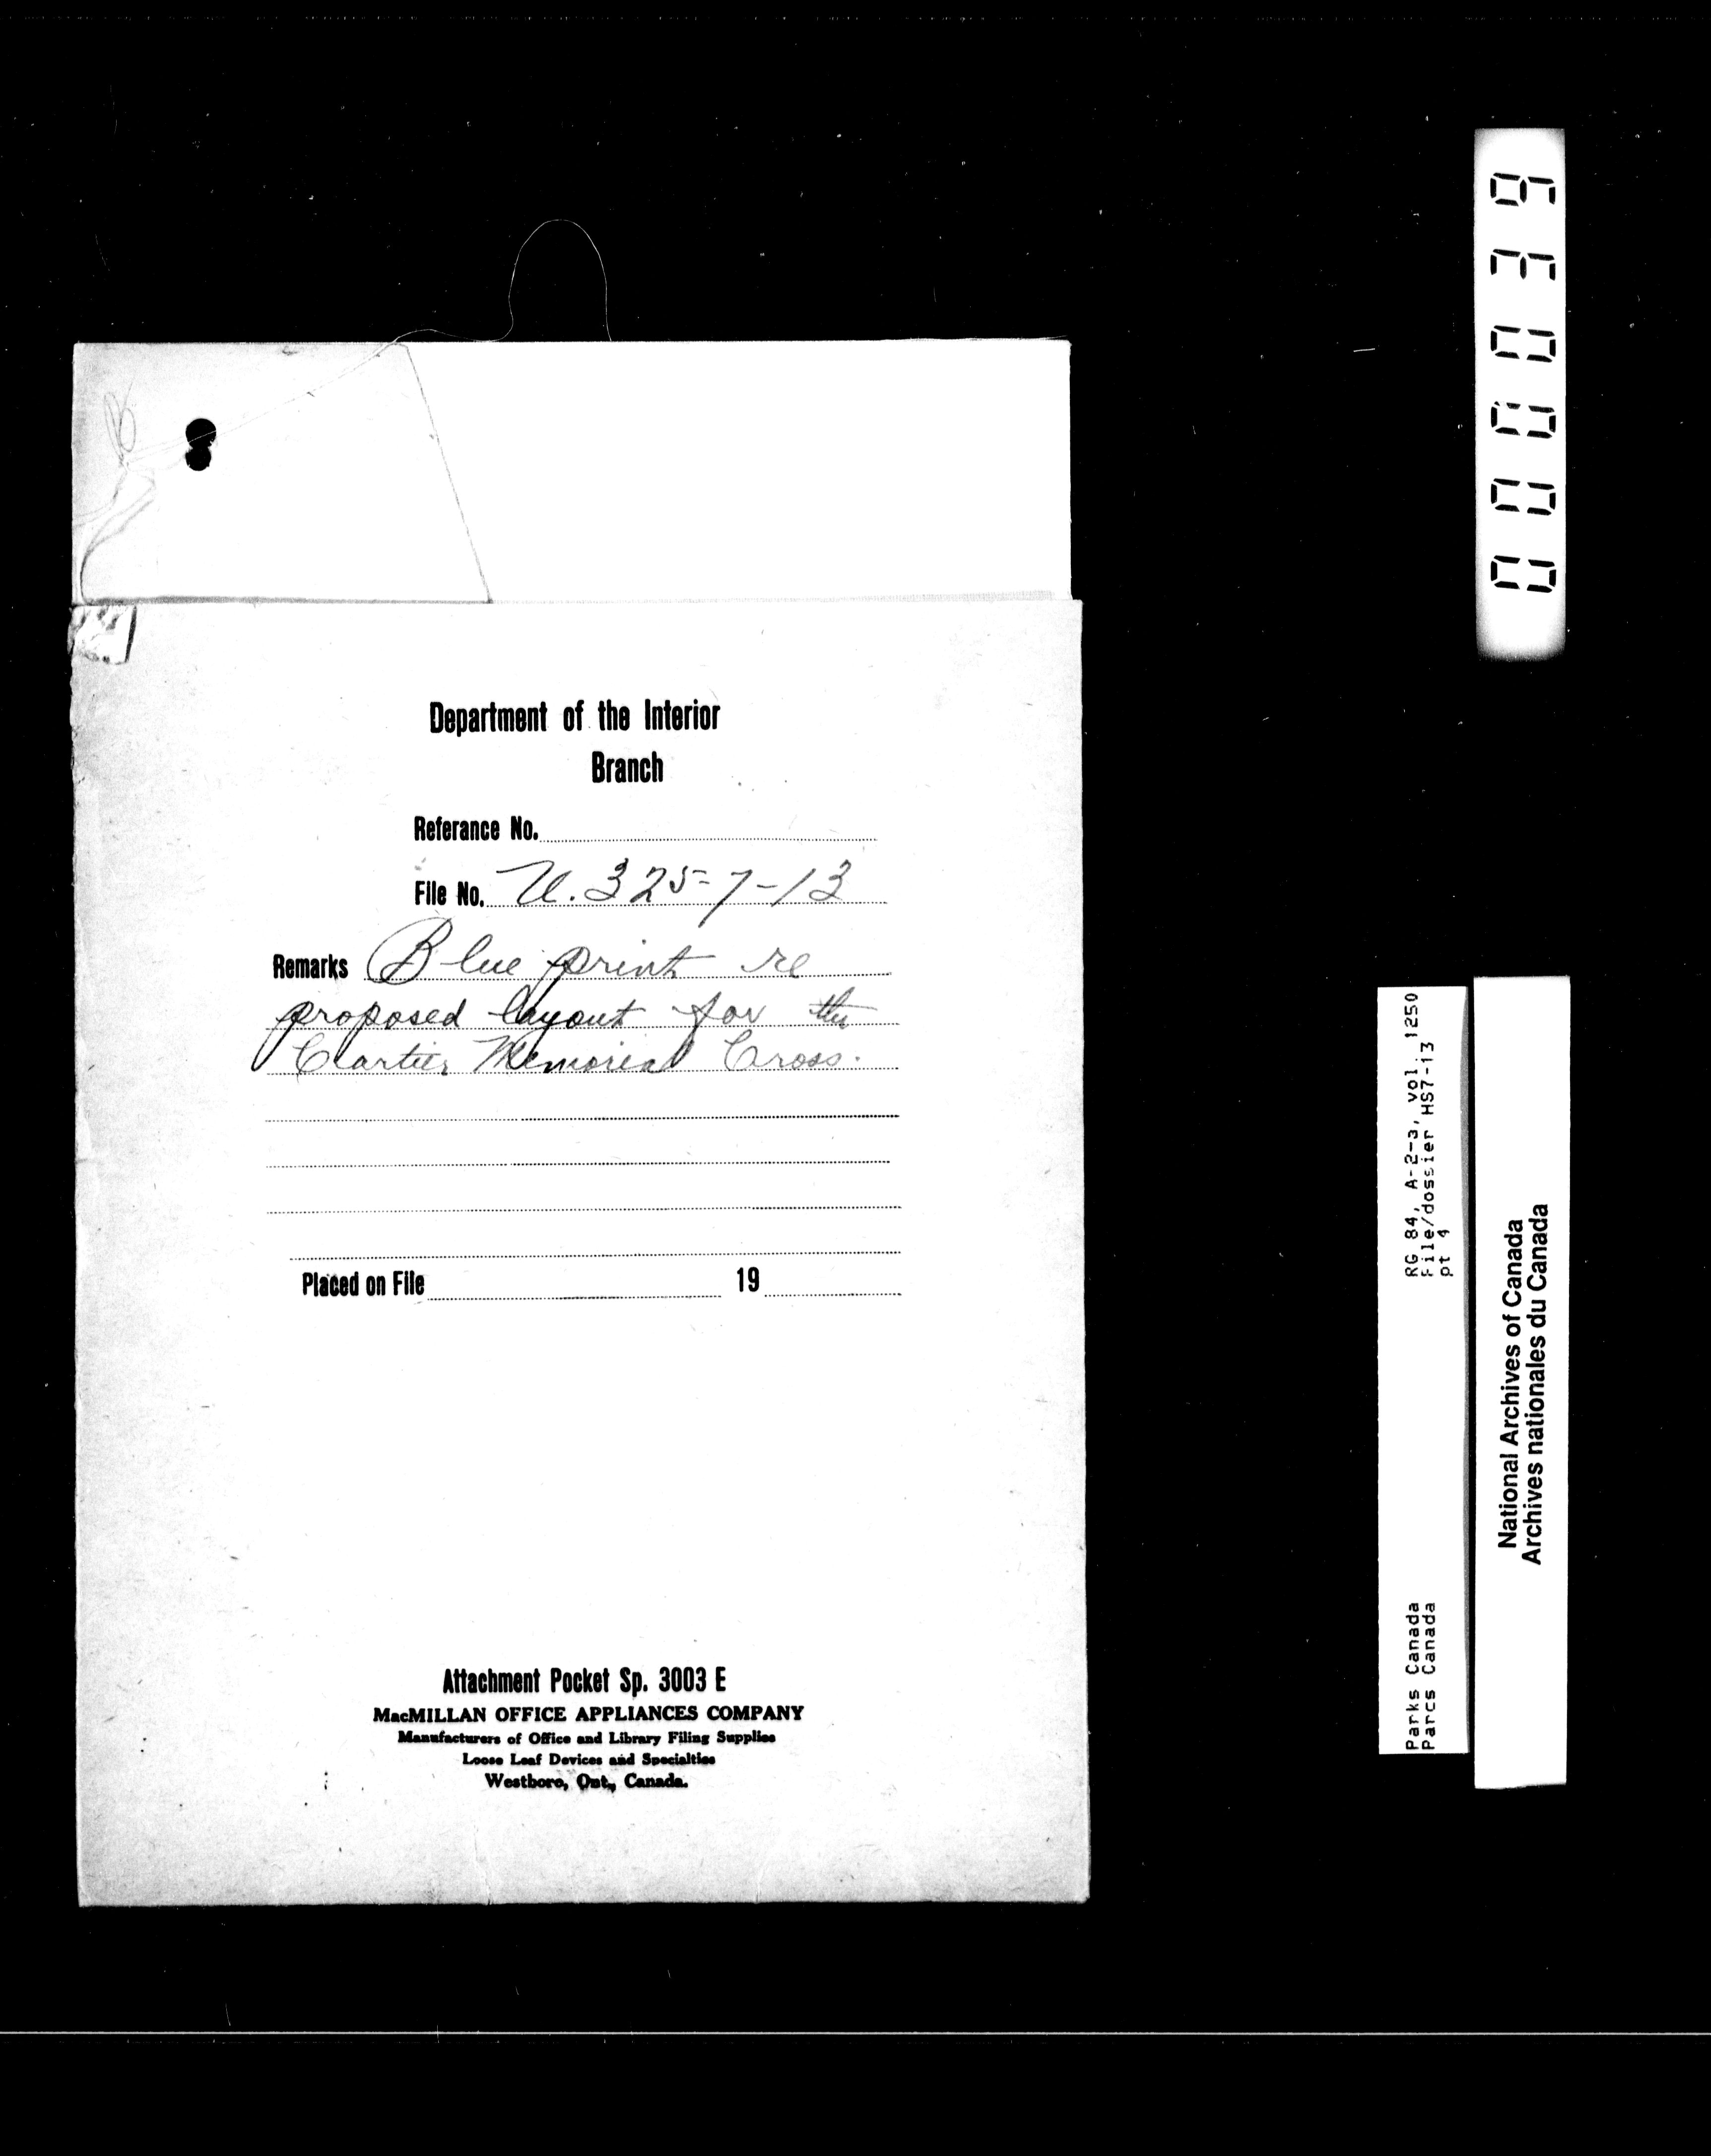 Department of the Interior
Branch
Referance No.
File No. U. 325-7-13
Remarks Blue print re
proposed layout for the
Cartier Memorial Cross.
Placed on File 19
Attachment Pocket Sp. 3003 E
MacMILLAN OFFICE APPLIANCES COMPANY
Manufacturers of Office and Library Filing Supplies
Loose Leaf Devices and Specialties
Westboro, Ont., Canada.
000039
RG 84, A-2-a, vol. 1250
File/dossier HS7-13
pt 4
Parks Canada
Parcs Canada
National Archives of Canada
Archives nationales du Canada